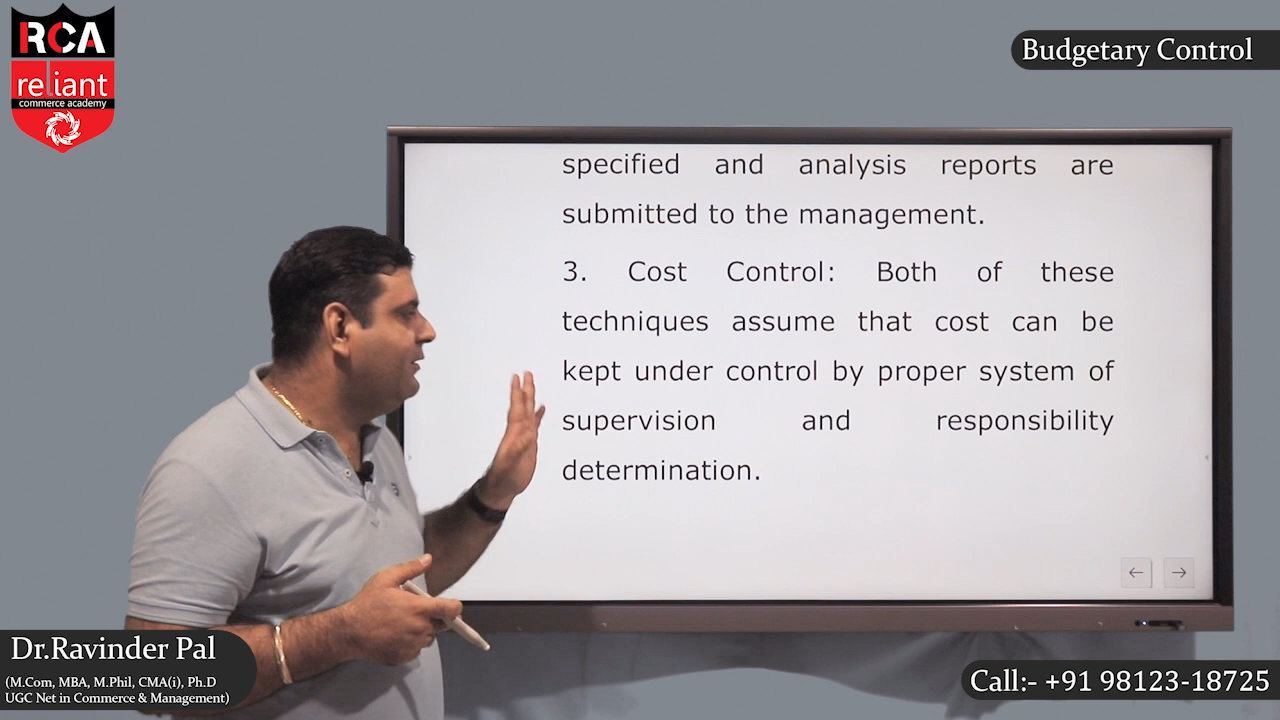 RCA
reliant
commerce academy
Budgetary Control
specified and analysis reports are
submitted to the management.
3. Cost Control: Both of these
techniques assume that cost can be
kept under control by proper system of
supervision and responsibility
determination.
Dr.Ravinder Pal
(M.Com, MBA, M.Phil, CMA(i), Ph.D
UGC Net in Commerce & Management)
Call:- +91 98123-18725